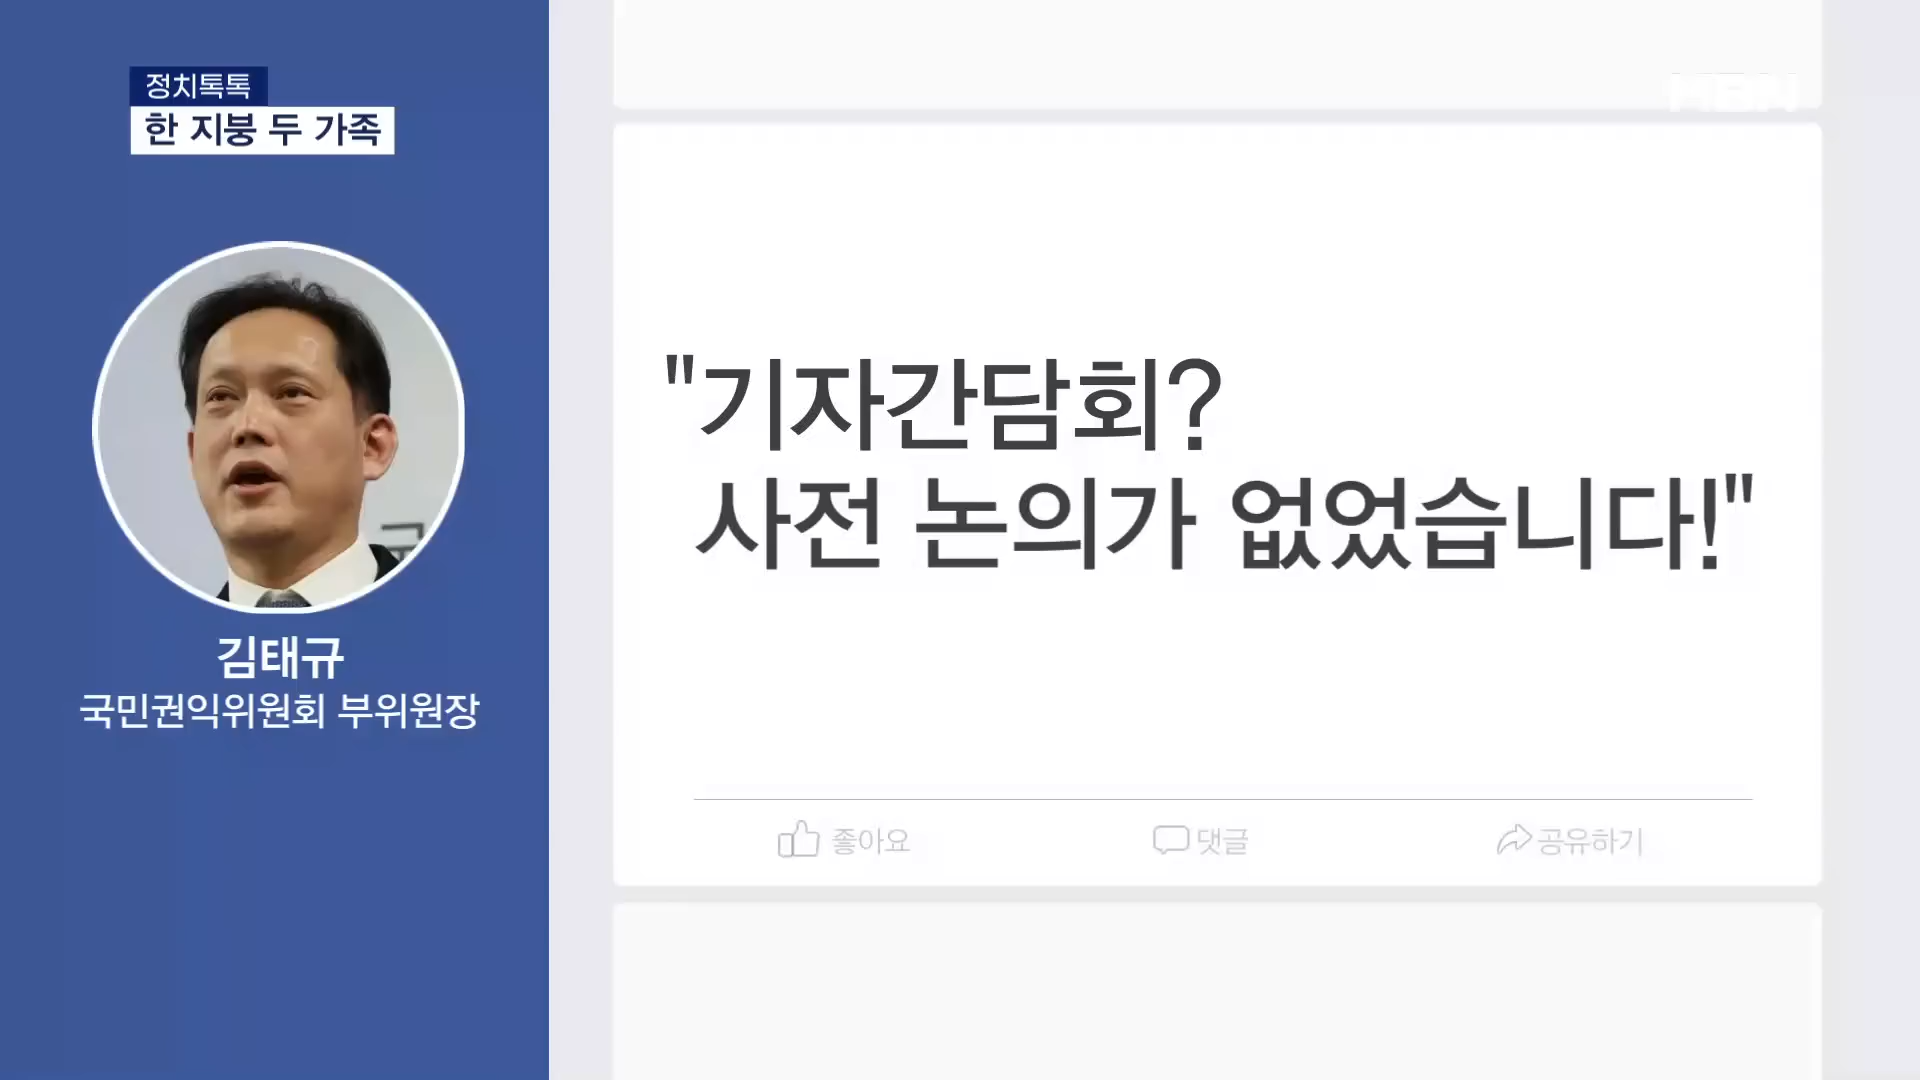 정치톡톡
한 지붕 두 가족
MBN
"기자간담회?
사전 논의가 없었습니다!"
김태규
국민권익위원회 부위원장
좋아요
댓글
공유하기